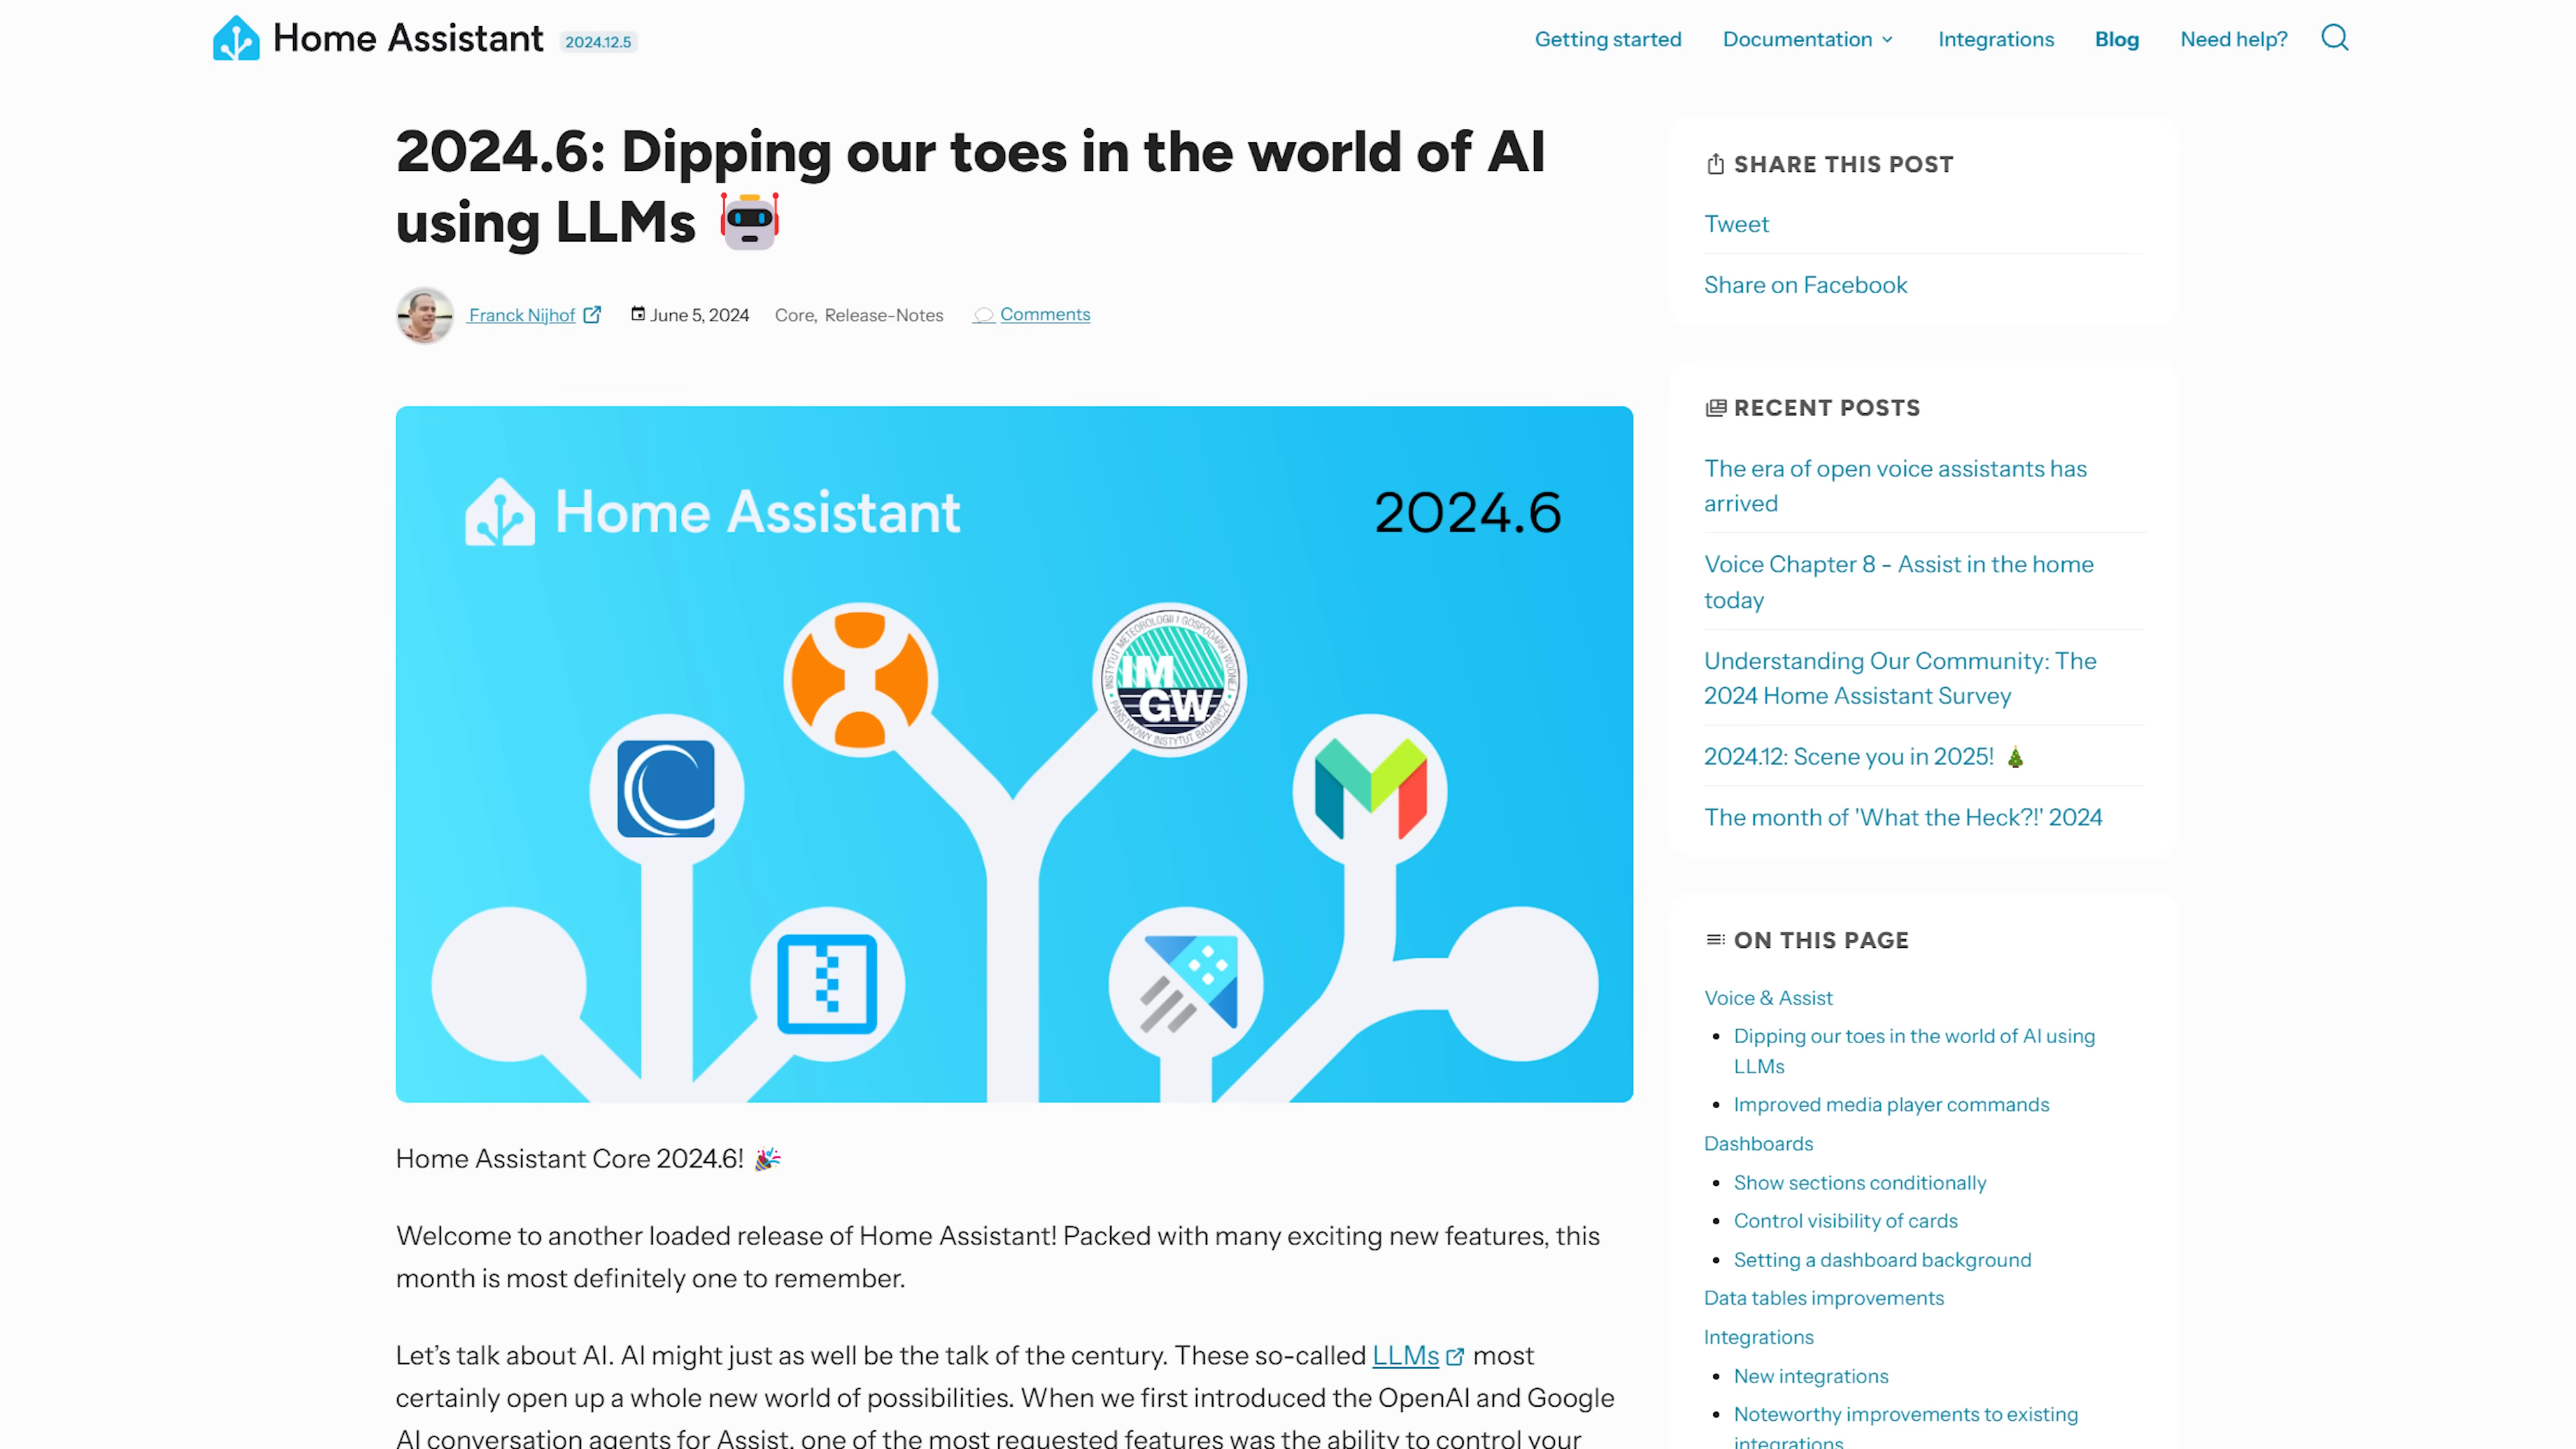 Home Assistant 2024.12.5
Getting started Documentation Integrations Blog Need help?
2024.6: Dipping our toes in the world of AI
using LLMs
Franck Nijhof June 5, 2024 Core, Release-Notes Comments
Home Assistant 2024.6
INSTYTUT METEOROLOGII I GOSPODARKI WODNEJ
IM
GW
PAŃSTWOWY INSTYTUT BADAWCZY
Home Assistant Core 2024.6!
Welcome to another loaded release of Home Assistant! Packed with many exciting new features, this
month is most definitely one to remember.
Let’s talk about AI. AI might just as well be the talk of the century. These so-called LLMs most
certainly open up a whole new world of possibilities. When we first introduced the OpenAI and Google
AI conversation agents for Assist, one of the most requested features was the ability to control your
SHARE THIS POST
Tweet
Share on Facebook
RECENT POSTS
The era of open voice assistants has
arrived
Voice Chapter 8 - Assist in the home
today
Understanding Our Community: The
2024 Home Assistant Survey
2024.12: Scene you in 2025!
The month of 'What the Heck?!' 2024
ON THIS PAGE
Voice & Assist
• Dipping our toes in the world of AI using
LLMs
• Improved media player commands
Dashboards
• Show sections conditionally
• Control visibility of cards
• Setting a dashboard background
Data tables improvements
Integrations
• New integrations
• Noteworthy improvements to existing
integrations